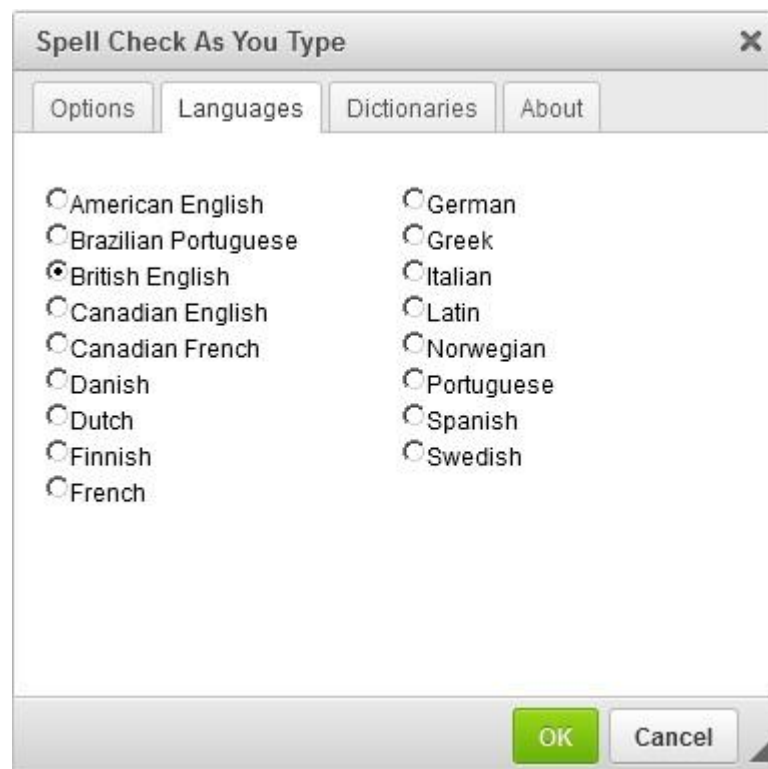 Spell Check As You Type
Options Languages Dictionaries About
American English
Brazilian Portuguese
British English
Canadian English
Canadian French
Danish
Dutch
Finnish
French
German
Greek
Italian
Latin
Norwegian
Portuguese
Spanish
Swedish
OK Cancel